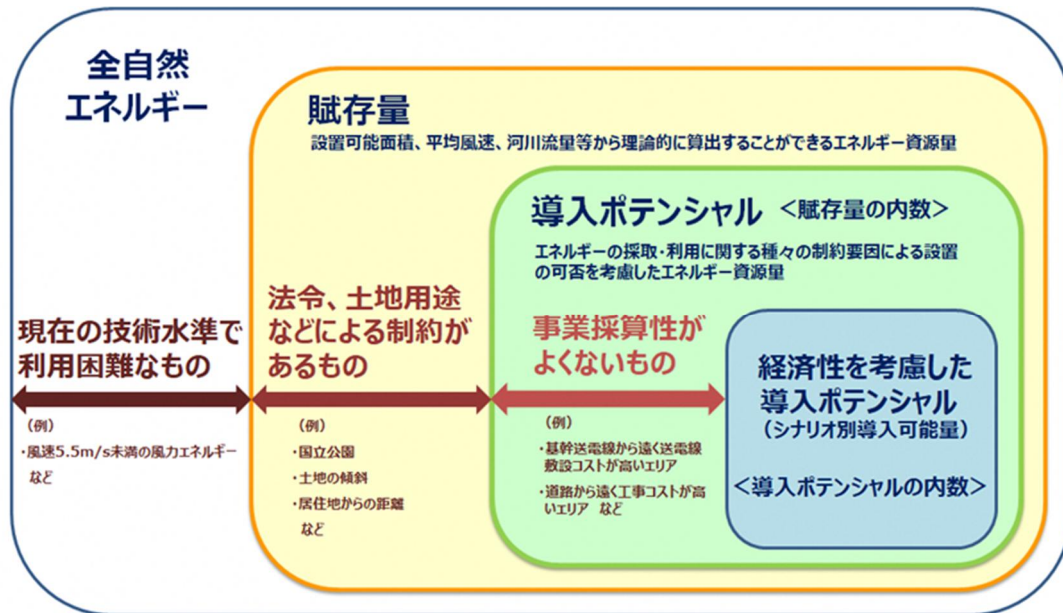 全自然
エネルギー
賦存量
設置可能面積、平均風速、河川流量等から理論的に算出することができるエネルギー資源量
導入ポテンシャル <賦存量の内数>
エネルギーの採取・利用に関する種々の制約要因による設置
の可否を考慮したエネルギー資源量
現在の技術水準で
利用困難なもの
(例)
・風速5.5m/s未満の風力エネルギー
など
法令、土地用途
などによる制約が
あるもの
(例)
・国立公園
・土地の傾斜
・居住地からの距離
など
事業採算性が
よくないもの
(例)
・基幹送電線から遠く送電線
敷設コストが高いエリア
・道路から遠く工事コストが高
いエリア など
経済性を考慮した
導入ポテンシャル
(シナリオ別導入可能量)
<導入ポテンシャルの内数>